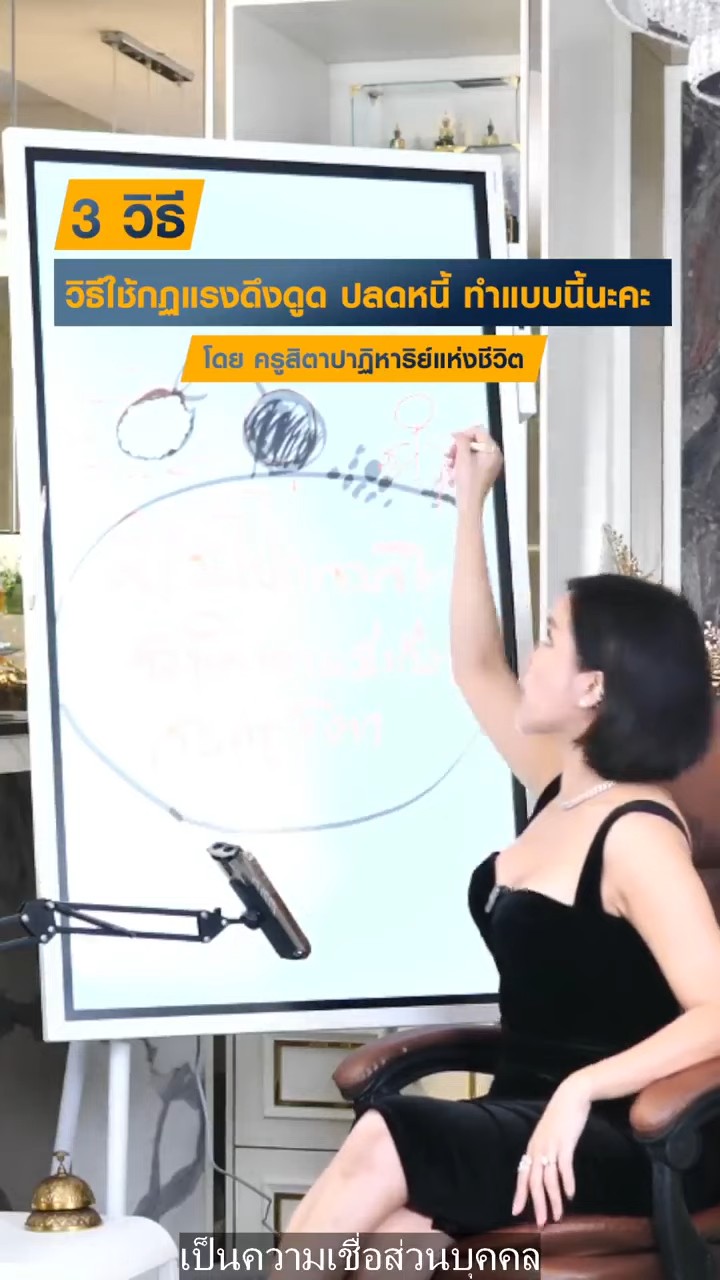 3 วิธี
วิธีใช้กฏแรงดึงดูด ปลดหนี้ ทำแบบนี้นะคะ
โดย ครูสิตาปาฏิหาริย์แห่งชีวิต
เป็นความเชื่อส่วนบุคคล